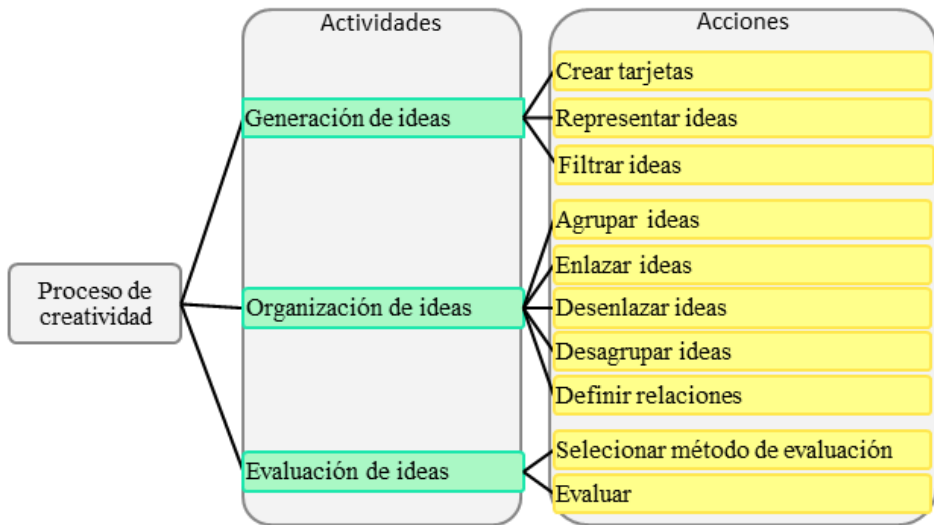 Actividades
Acciones
Proceso de
creatividad
Generación de ideas
Crear tarjetas
Representar ideas
Filtrar ideas
Organización de ideas
Agrupar ideas
Enlazar ideas
Desenlazar ideas
Desagrupar ideas
Definir relaciones
Evaluación de ideas
Selecionar método de evaluación
Evaluar